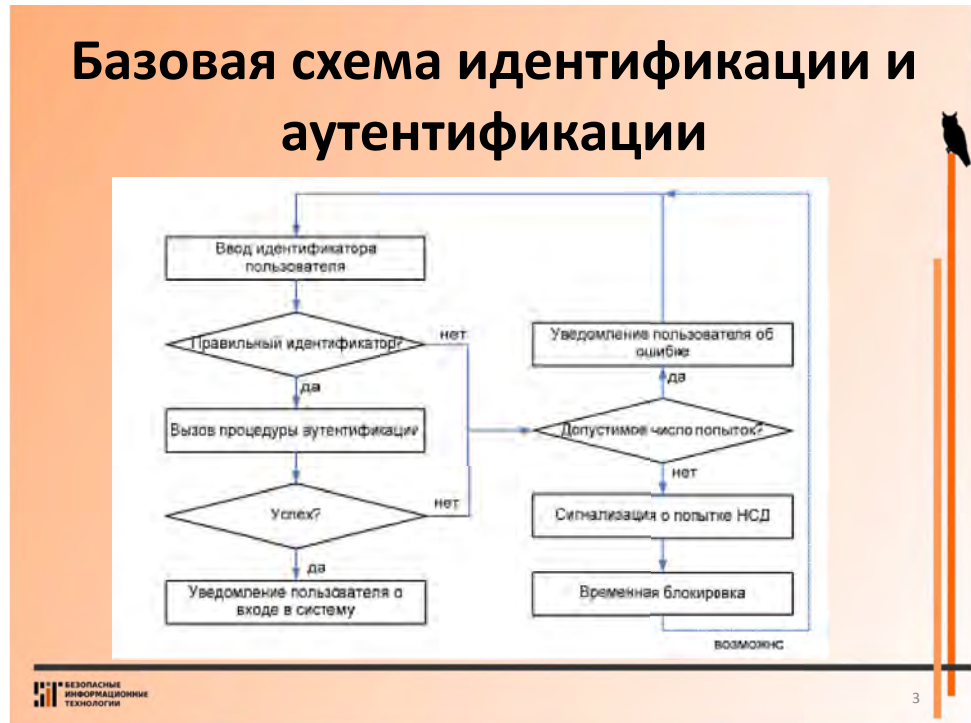 Базовая схема идентификации и
аутентификации
Ввод идентификатора
пользователя
Правильный идентификатор?
нет
да
Вызов процедуры аутентификации
Успех?
нет
да
Уведомление пользователя о
входе в систему
Уведомление пользователя об
ошибке
да
Допустимое число попыток?
нет
Сигнализация о попытке НСД
Временная блокировка
возможно
БЕЗОПАСНЫЕ
ИНФОРМАЦИОННЫЕ
ТЕХНОЛОГИИ
3